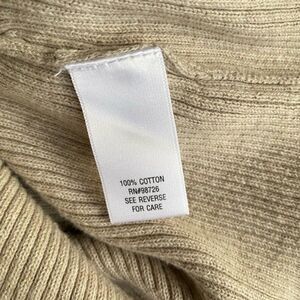 100% COTTON
RN#98726
SEE REVERSE
FOR CARE